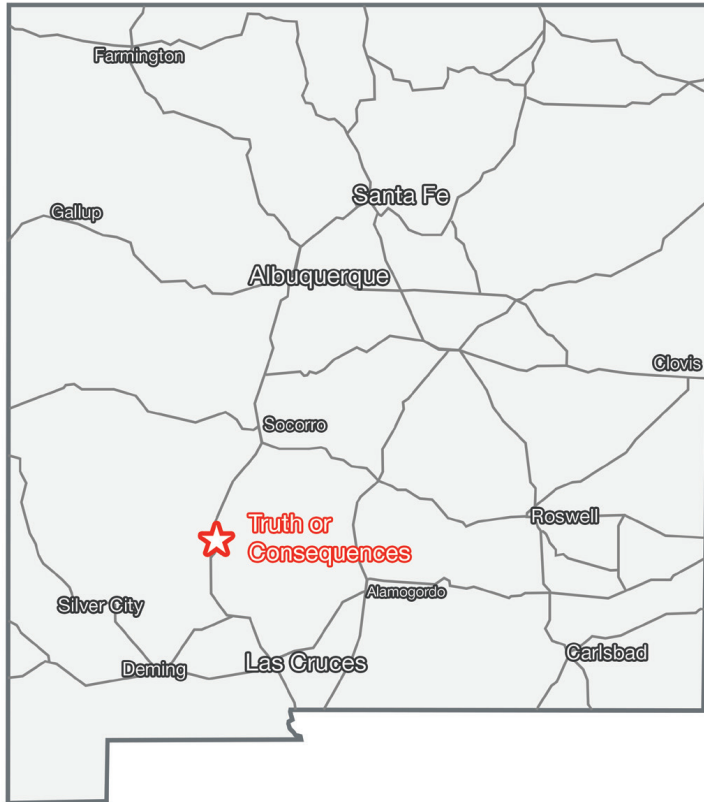 Farmington
Santa Fe
Gallup
Albuquerque
Clovis
Socorro
Truth or
Consequences
Roswell
Silver City
Alamogordo
Deming
Las Cruces
Carlsbad